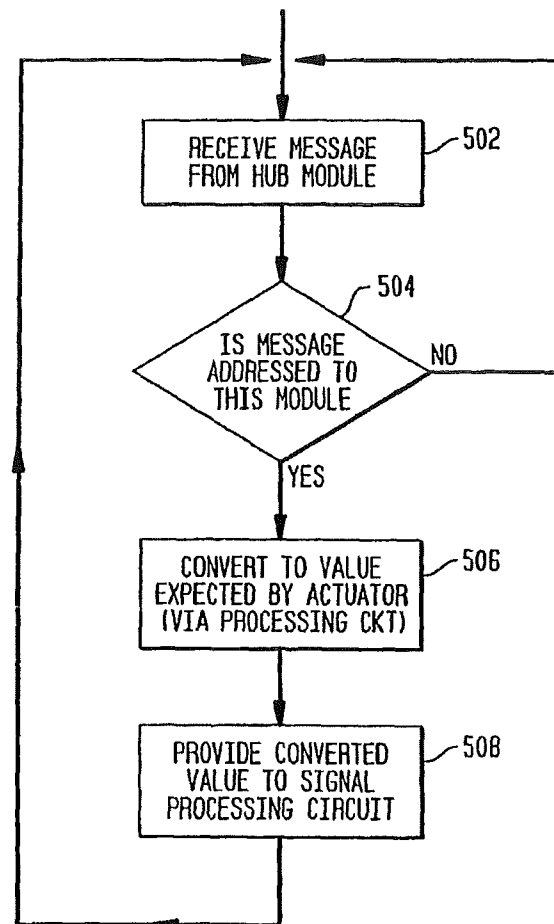 RECEIVE MESSAGE
FROM HUB MODULE
502
504
IS MESSAGE
ADDRESSED TO
THIS MODULE
NO
YES
CONVERT TO VALUE
EXPECTED BY ACTUATOR
(VIA PROCESSING CKT)
506
PROVIDE CONVERTED
VALUE TO SIGNAL
PROCESSING CIRCUIT
508